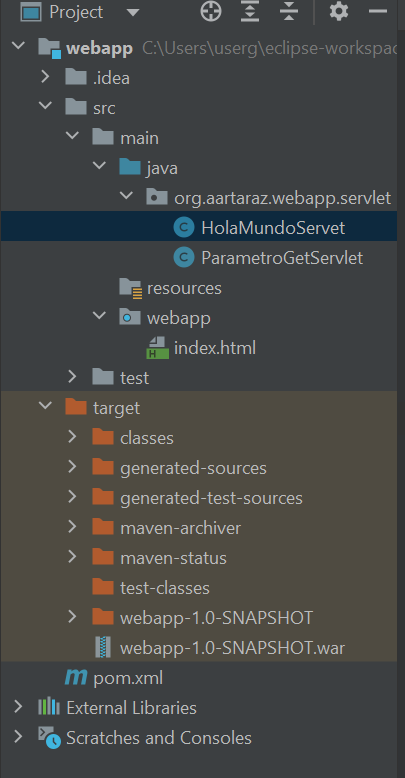 Project
webapp C:\Users\userg\eclipse-workspac
.idea
src
main
java
org.aartaraz.webapp.servlet
C HolaMundoServet
C ParametroGetServlet
resources
webapp
H index.html
test
target
classes
generated-sources
generated-test-sources
maven-archiver
maven-status
test-classes
webapp-1.0-SNAPSHOT
webapp-1.0-SNAPSHOT.war
m pom.xml
External Libraries
Scratches and Consoles